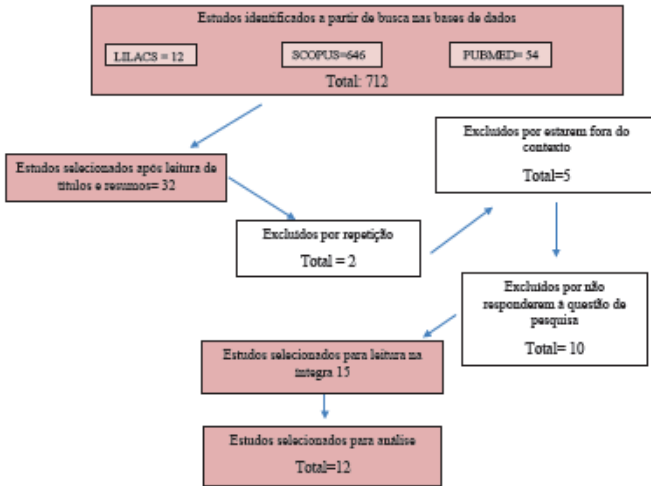 Estudos identificados a partir de busca nas bases de dados
LILACS = 12
SCOPUS=646
PUBMED= 54
Total: 712
Excluídos por estarem fora do
contexto
Total=5
Estudos selecionados após leitura de
títulos e resumos= 32
Excluídos por repetição
Total = 2
Excluídos por não
responderem à questão de
pesquisa
Total= 10
Estudos selecionados para leitura na
íntegra 15
Estudos selecionados para análise
Total=12